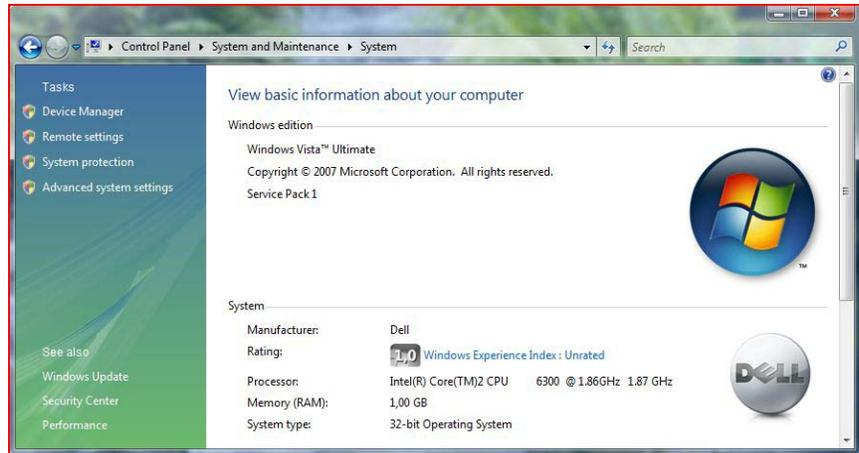 Control Panel ▸ System and Maintenance ▸ System
Search
Tasks
Device Manager
Remote settings
System protection
Advanced system settings
See also
Windows Update
Security Center
Performance
View basic information about your computer
Windows edition
Windows Vista™ Ultimate
Copyright © 2007 Microsoft Corporation. All rights reserved.
Service Pack 1
TM
System
Manufacturer: Dell
Rating: -1,0 Windows Experience Index : Unrated
Processor: Intel(R) Core(TM)2 CPU 6300 @ 1.86GHz 1.87 GHz
Memory (RAM): 1,00 GB
System type: 32-bit Operating System
DELL